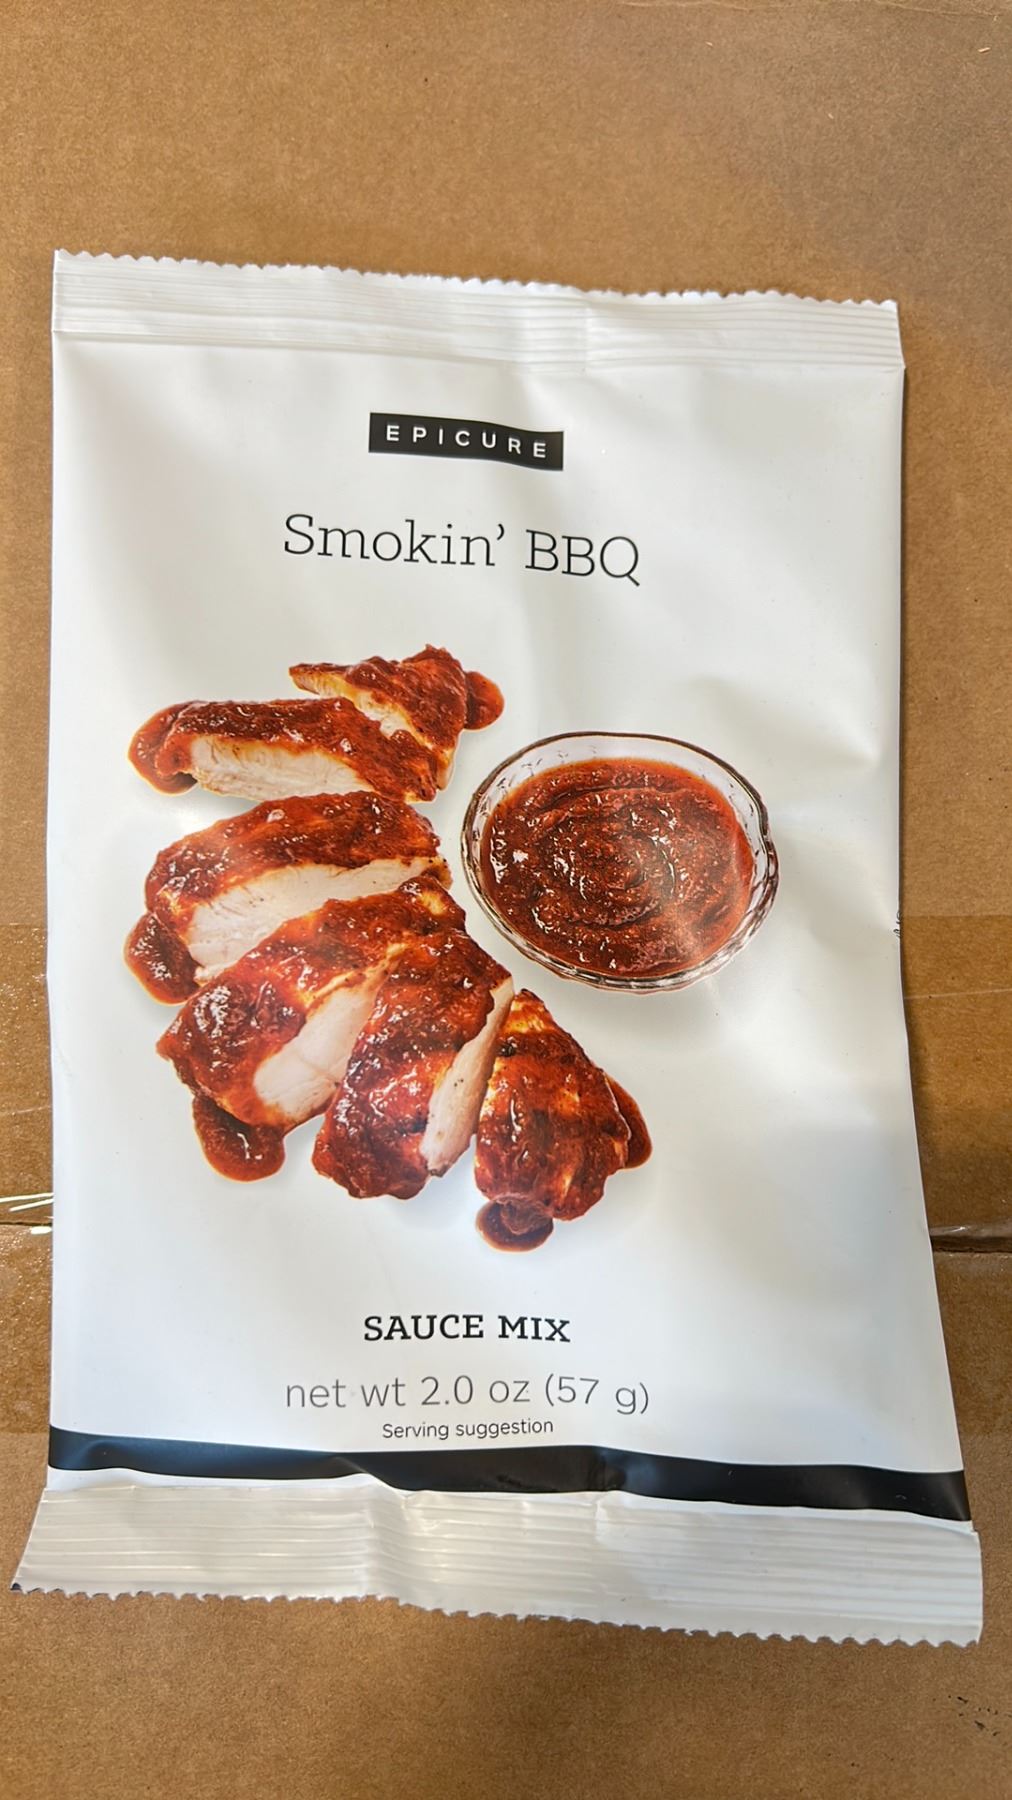 EPICURE
Smokin' BBQ
SAUCE MIX
net wt 2.0 oz (57 g)
Serving suggestion